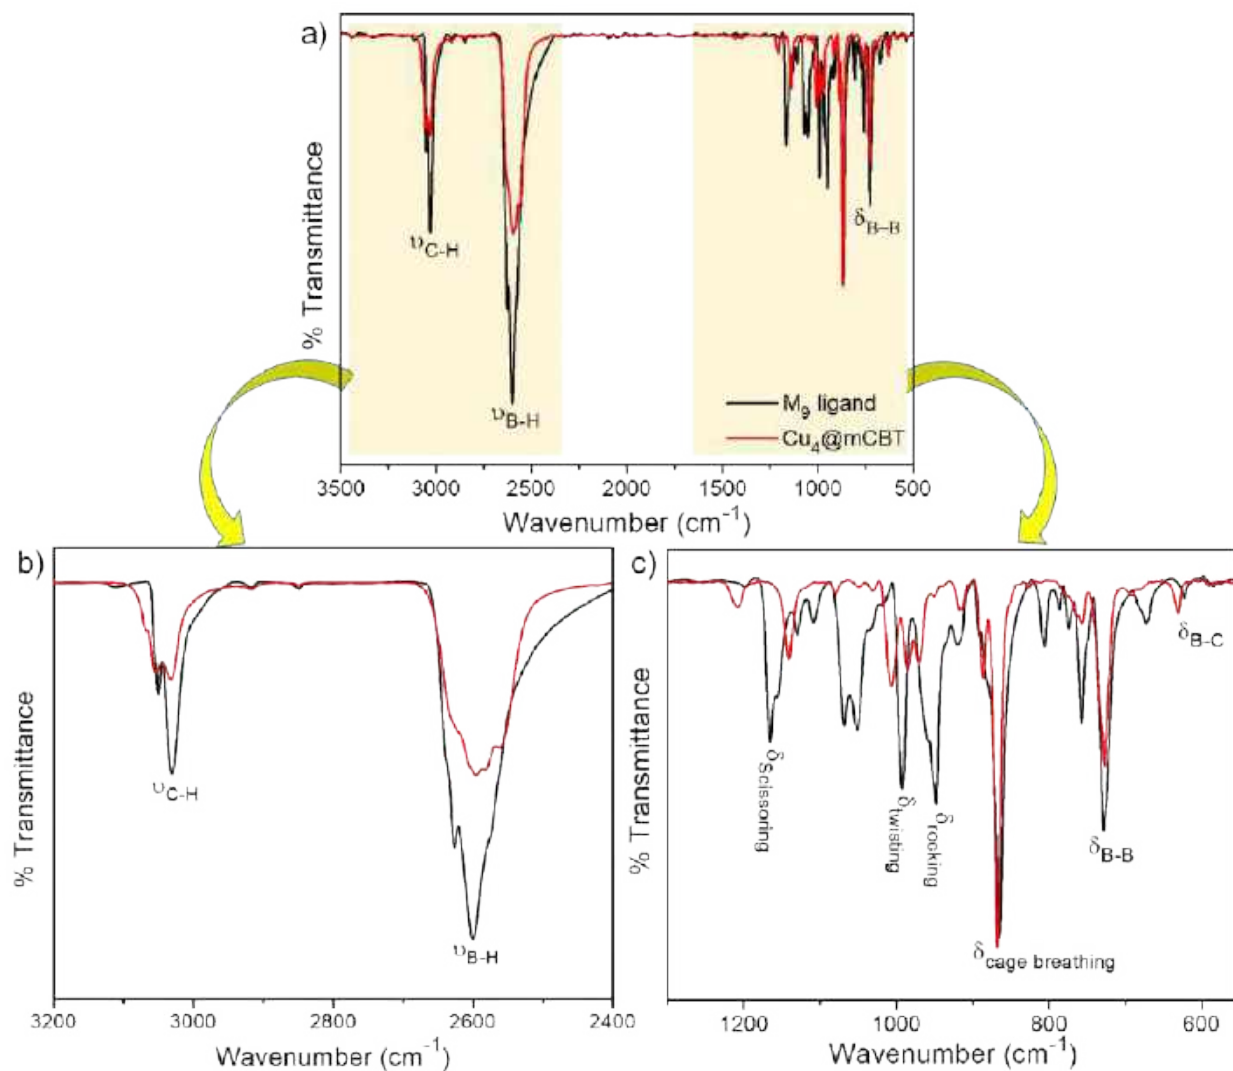 a)
% Transmittance
υC-H
υB-H
δB-B
M9 ligand
Cu4@mCBT
3500 3000 2500 2000 1500 1000 500
Wavenumber (cm-1)
b)
% Transmittance
υC-H
υB-H
3200 3000 2800 2600 2400
Wavenumber (cm-1)
c)
% Transmittance
δScissoring
δtwisting
δrocking
δcage breathing
δB-B
δB-C
1200 1000 800 600
Wavenumber (cm-1)